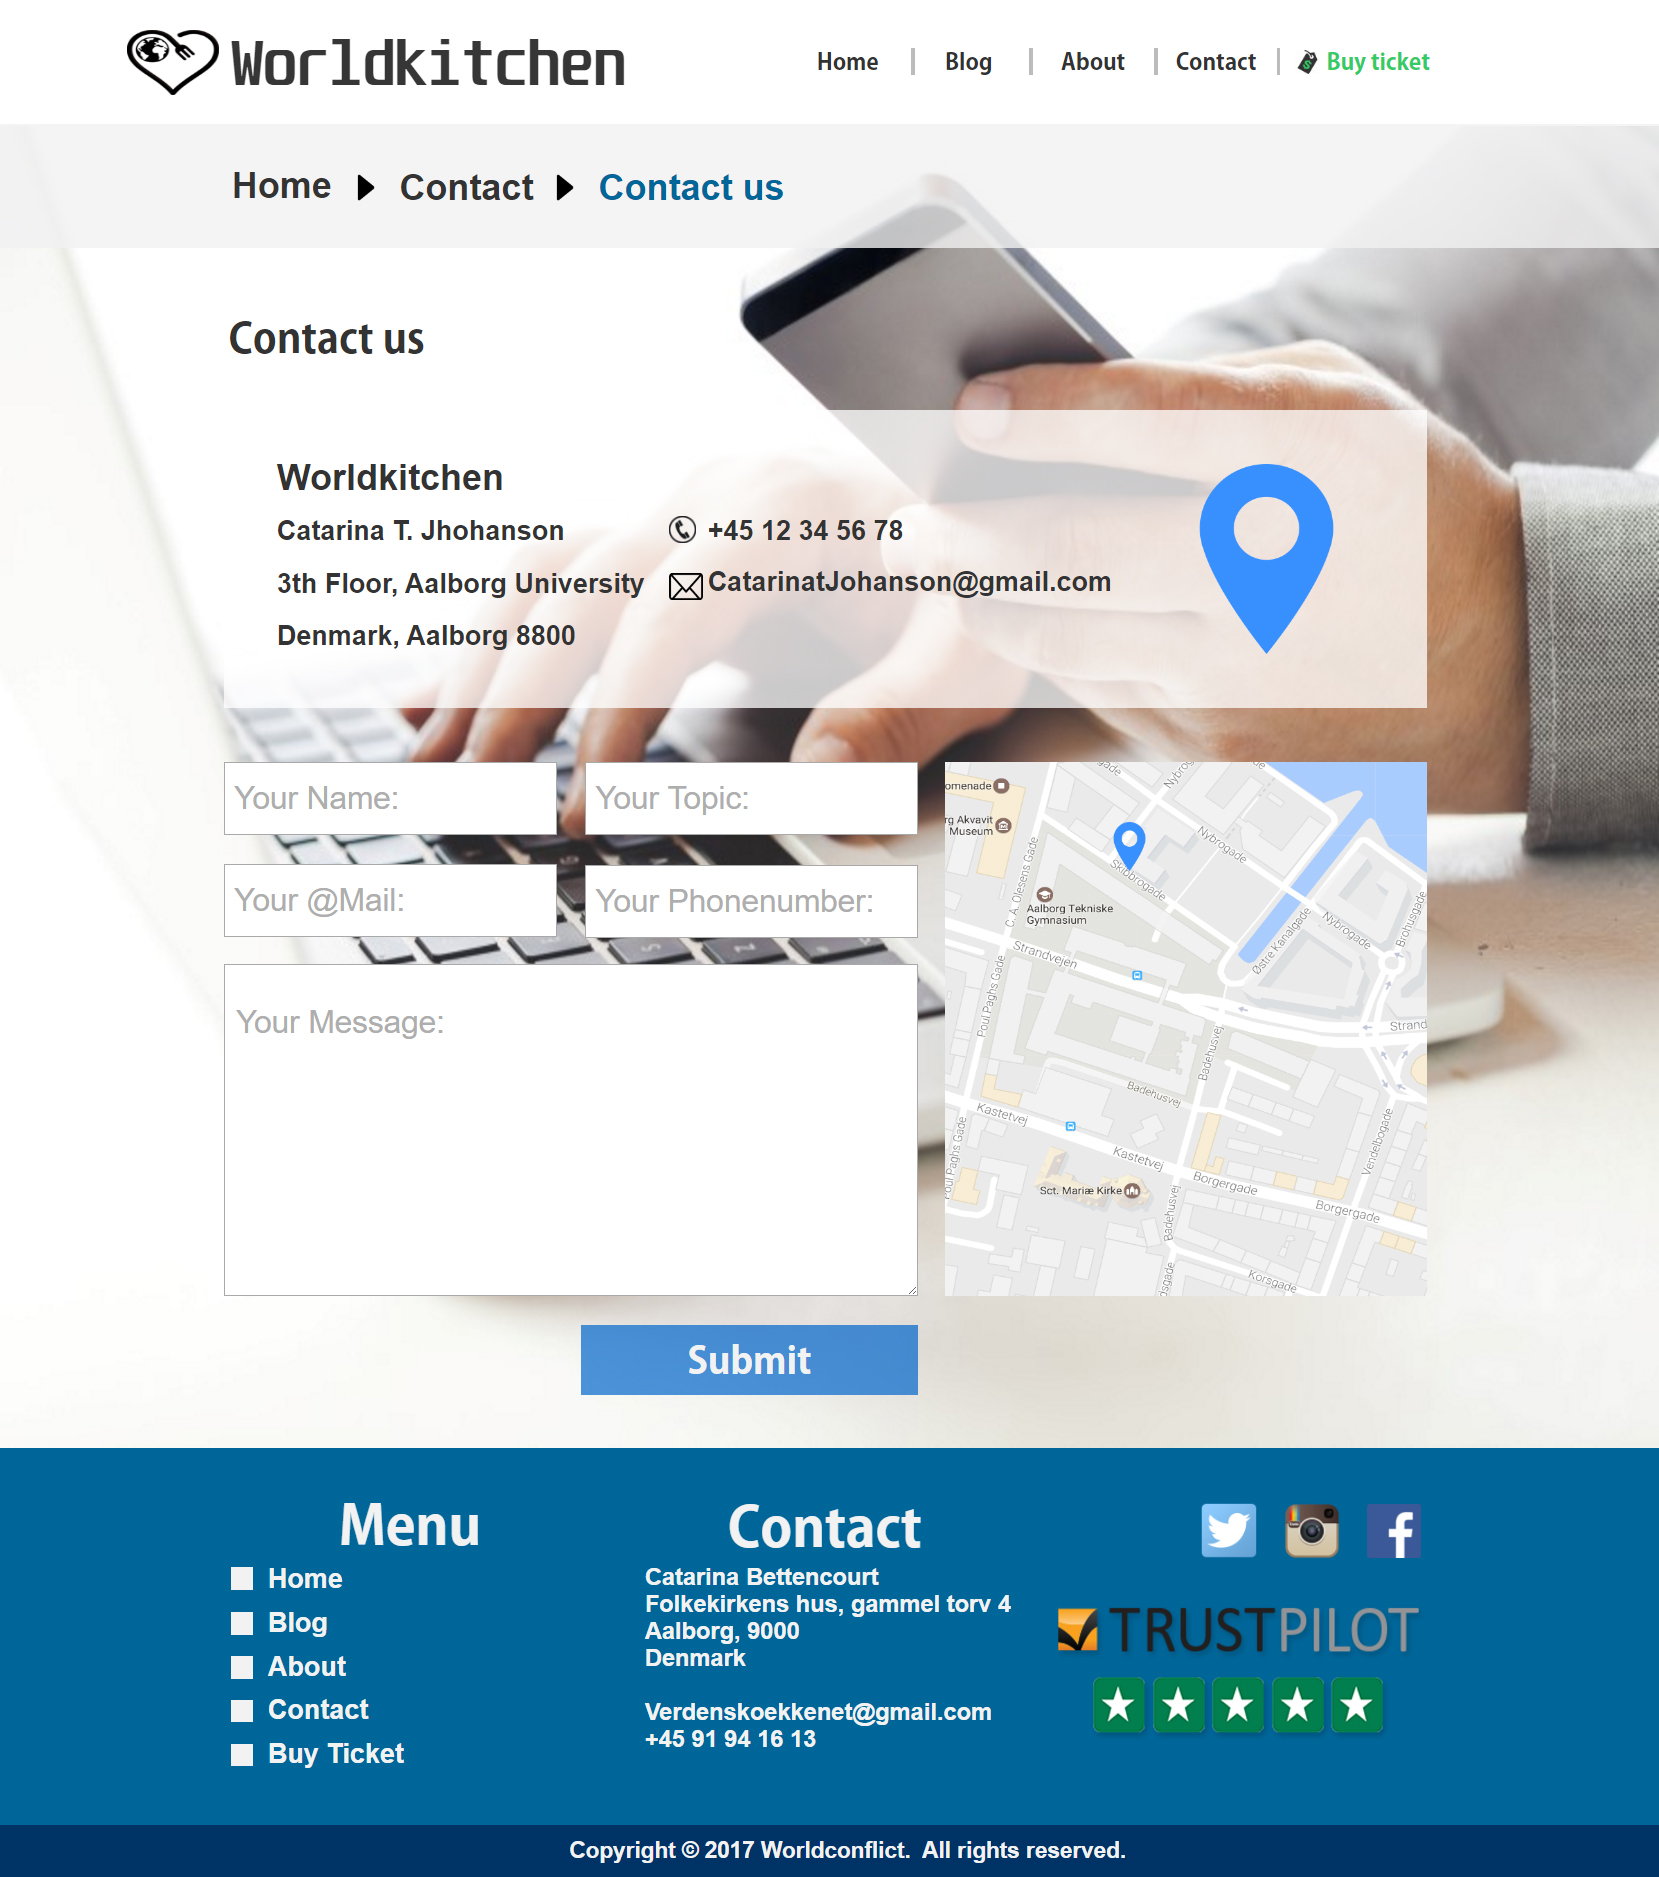 Worldkitchen
Home
Blog
About
Contact
Buy ticket
Home
Contact
Contact us
Contact us
Worldkitchen
Catarina T. Jhohanson
+45 12 34 56 78
3th Floor, Aalborg University
CatarinatJohanson@gmail.com
Denmark, Aalborg 8800
Your Name:
Your Topic:
Your @Mail:
Your Phonenumber:
Your Message:
omenade
rg Akvavit
Museum
Nybrogade
Nybrogade
Skibbrogade
C. A. Olesens Gade
Aalborg Tekniske
Gymnasium
Strandvejen
Østre Kanalgade
Brohusgade
Poul Paghs Gade
Strand
Badehusvej
Badehusvej
Kastetvej
Kastetvej
Vendelbogade
Poul Paghs Gade
Sct. Mariæ Kirke
Borgergade
Borgergade
Badehusvej
Korsgade
dsgade
Submit
Menu
Home
Blog
About
Contact
Buy Ticket
Contact
Catarina Bettencourt
Folkekirkens hus, gammel torv 4
Aalborg, 9000
Denmark
Verdenskoekkenet@gmail.com
+45 91 94 16 13
TRUSTPILOT
Copyright © 2017 Worldconflict. All rights reserved.